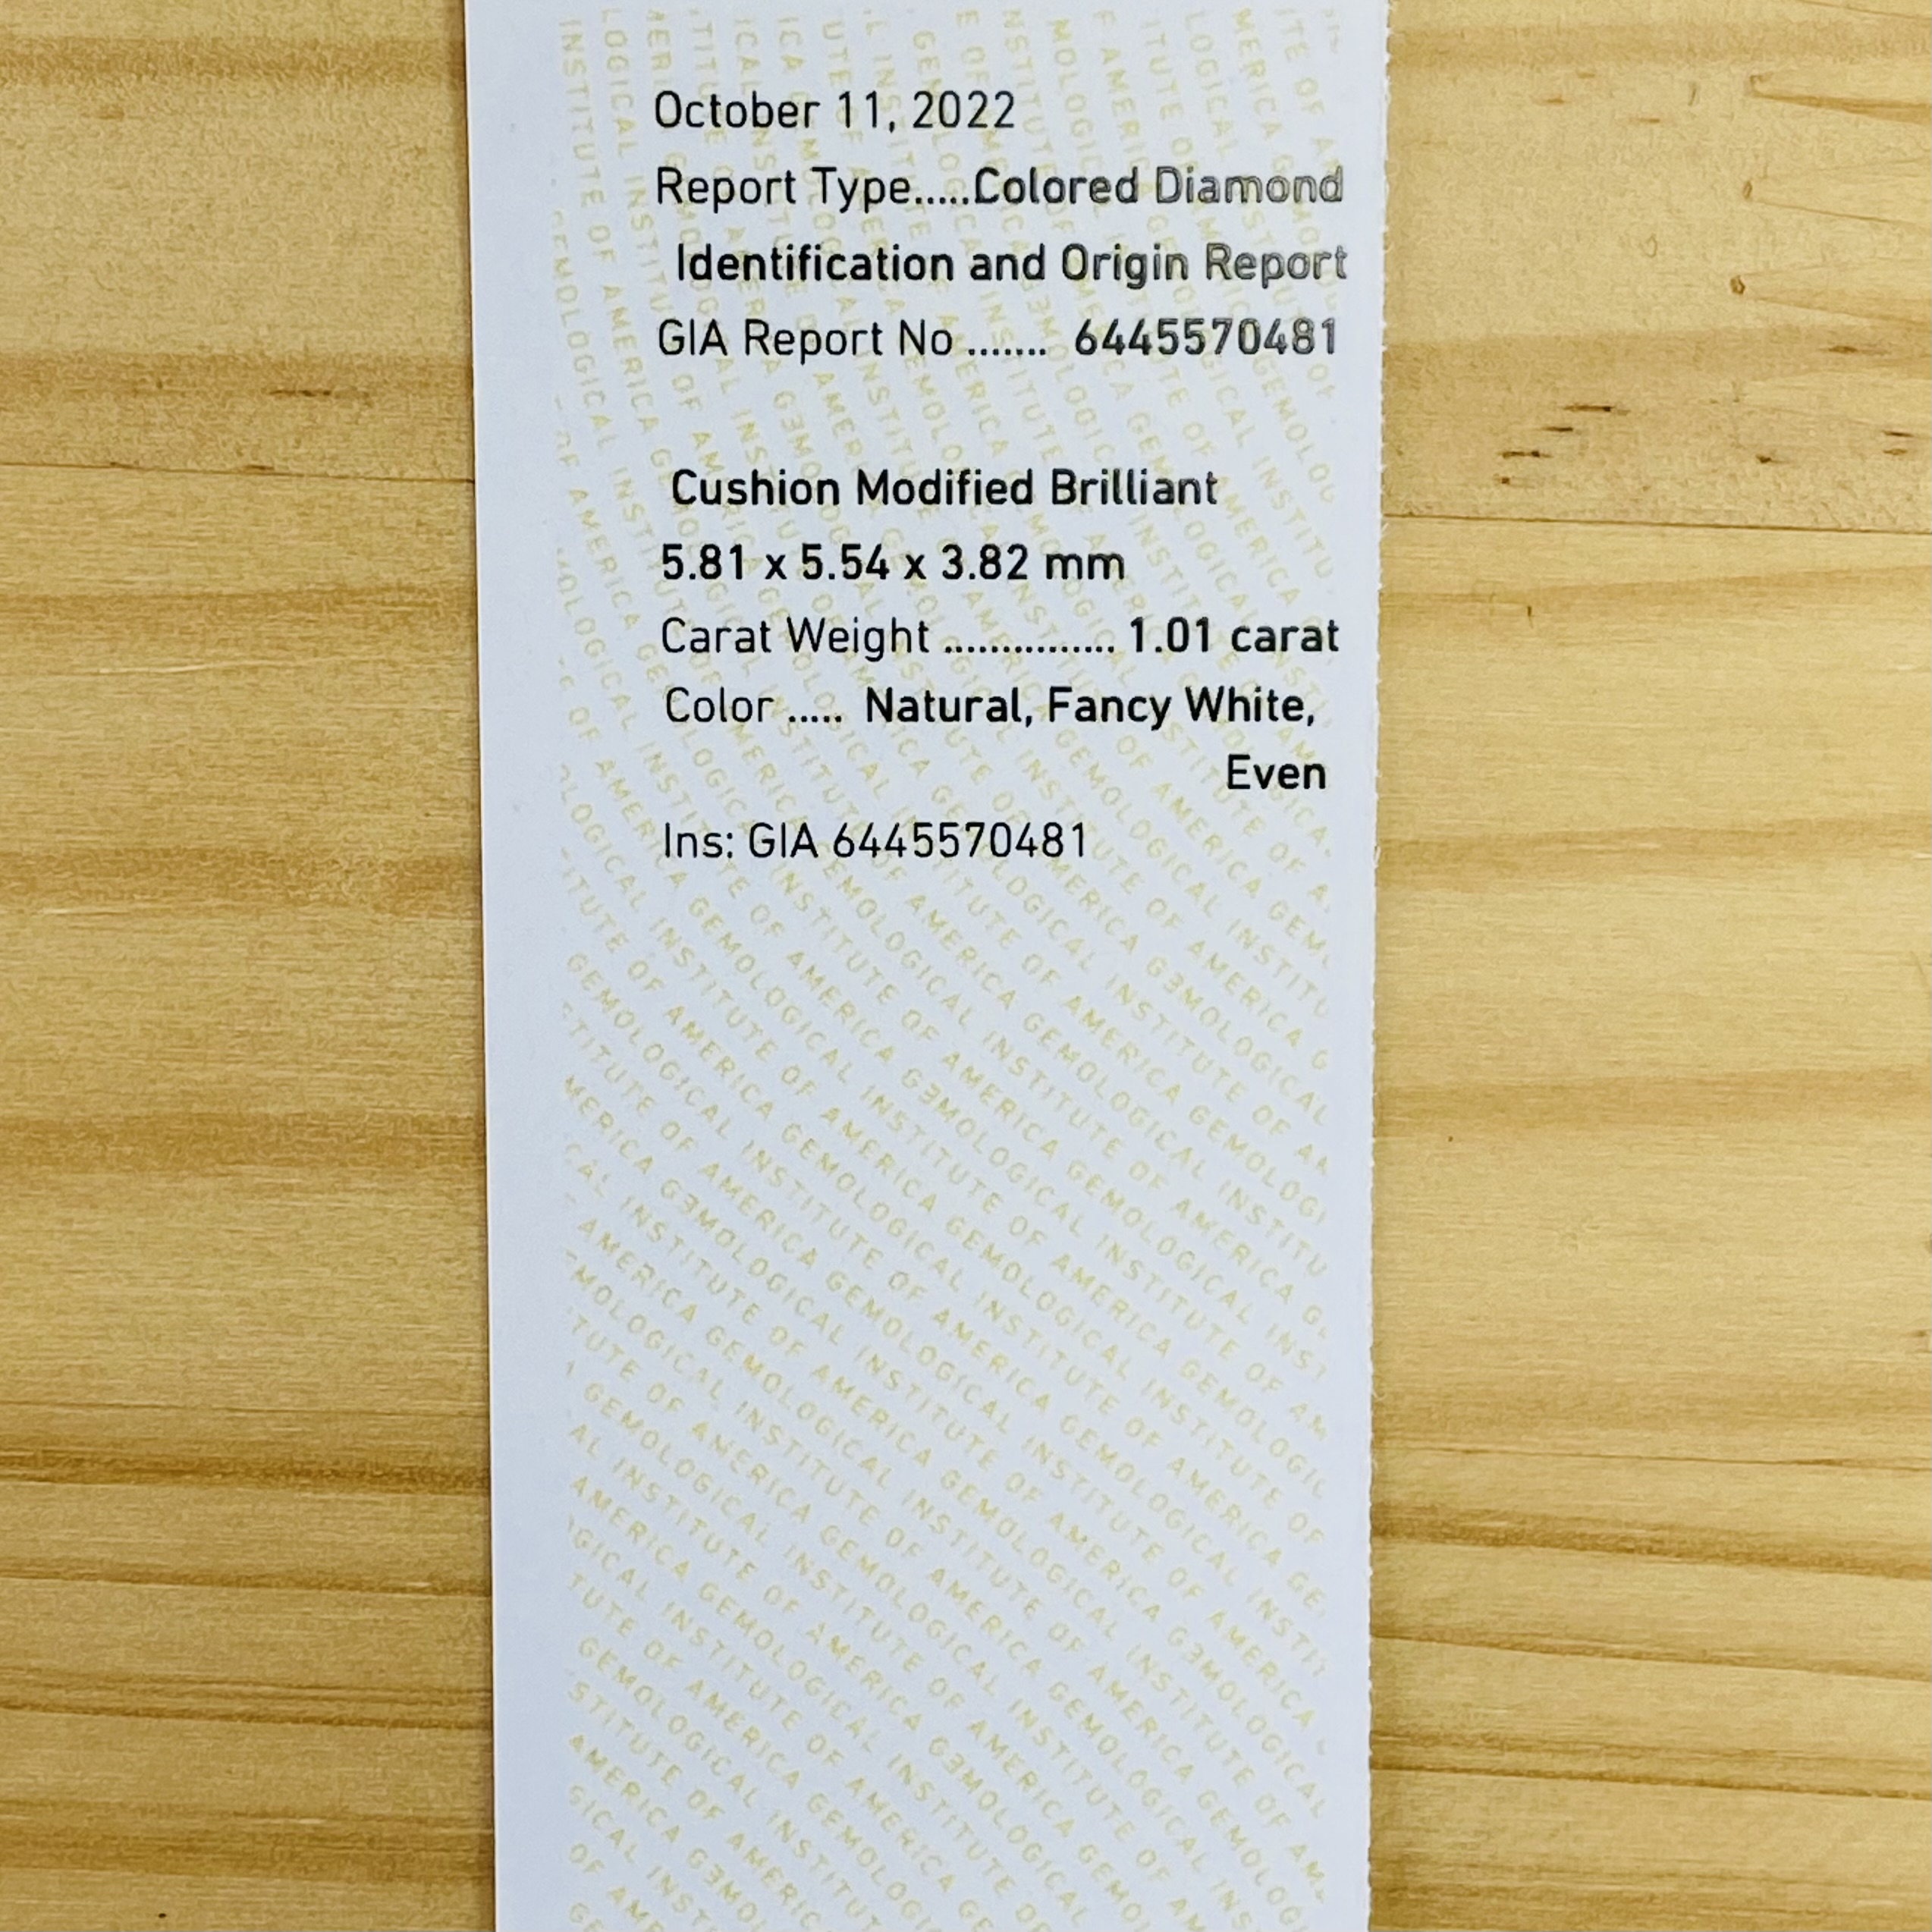 October 11, 2022
Report Type.....Colored Diamond
Identification and Origin Report
GIA Report No ....... 6445570481
Cushion Modified Brilliant
5.81 x 5.54 x 3.82 mm
Carat Weight ............... 1.01 carat
Color ..... Natural, Fancy White,
Even
Ins: GIA 6445570481